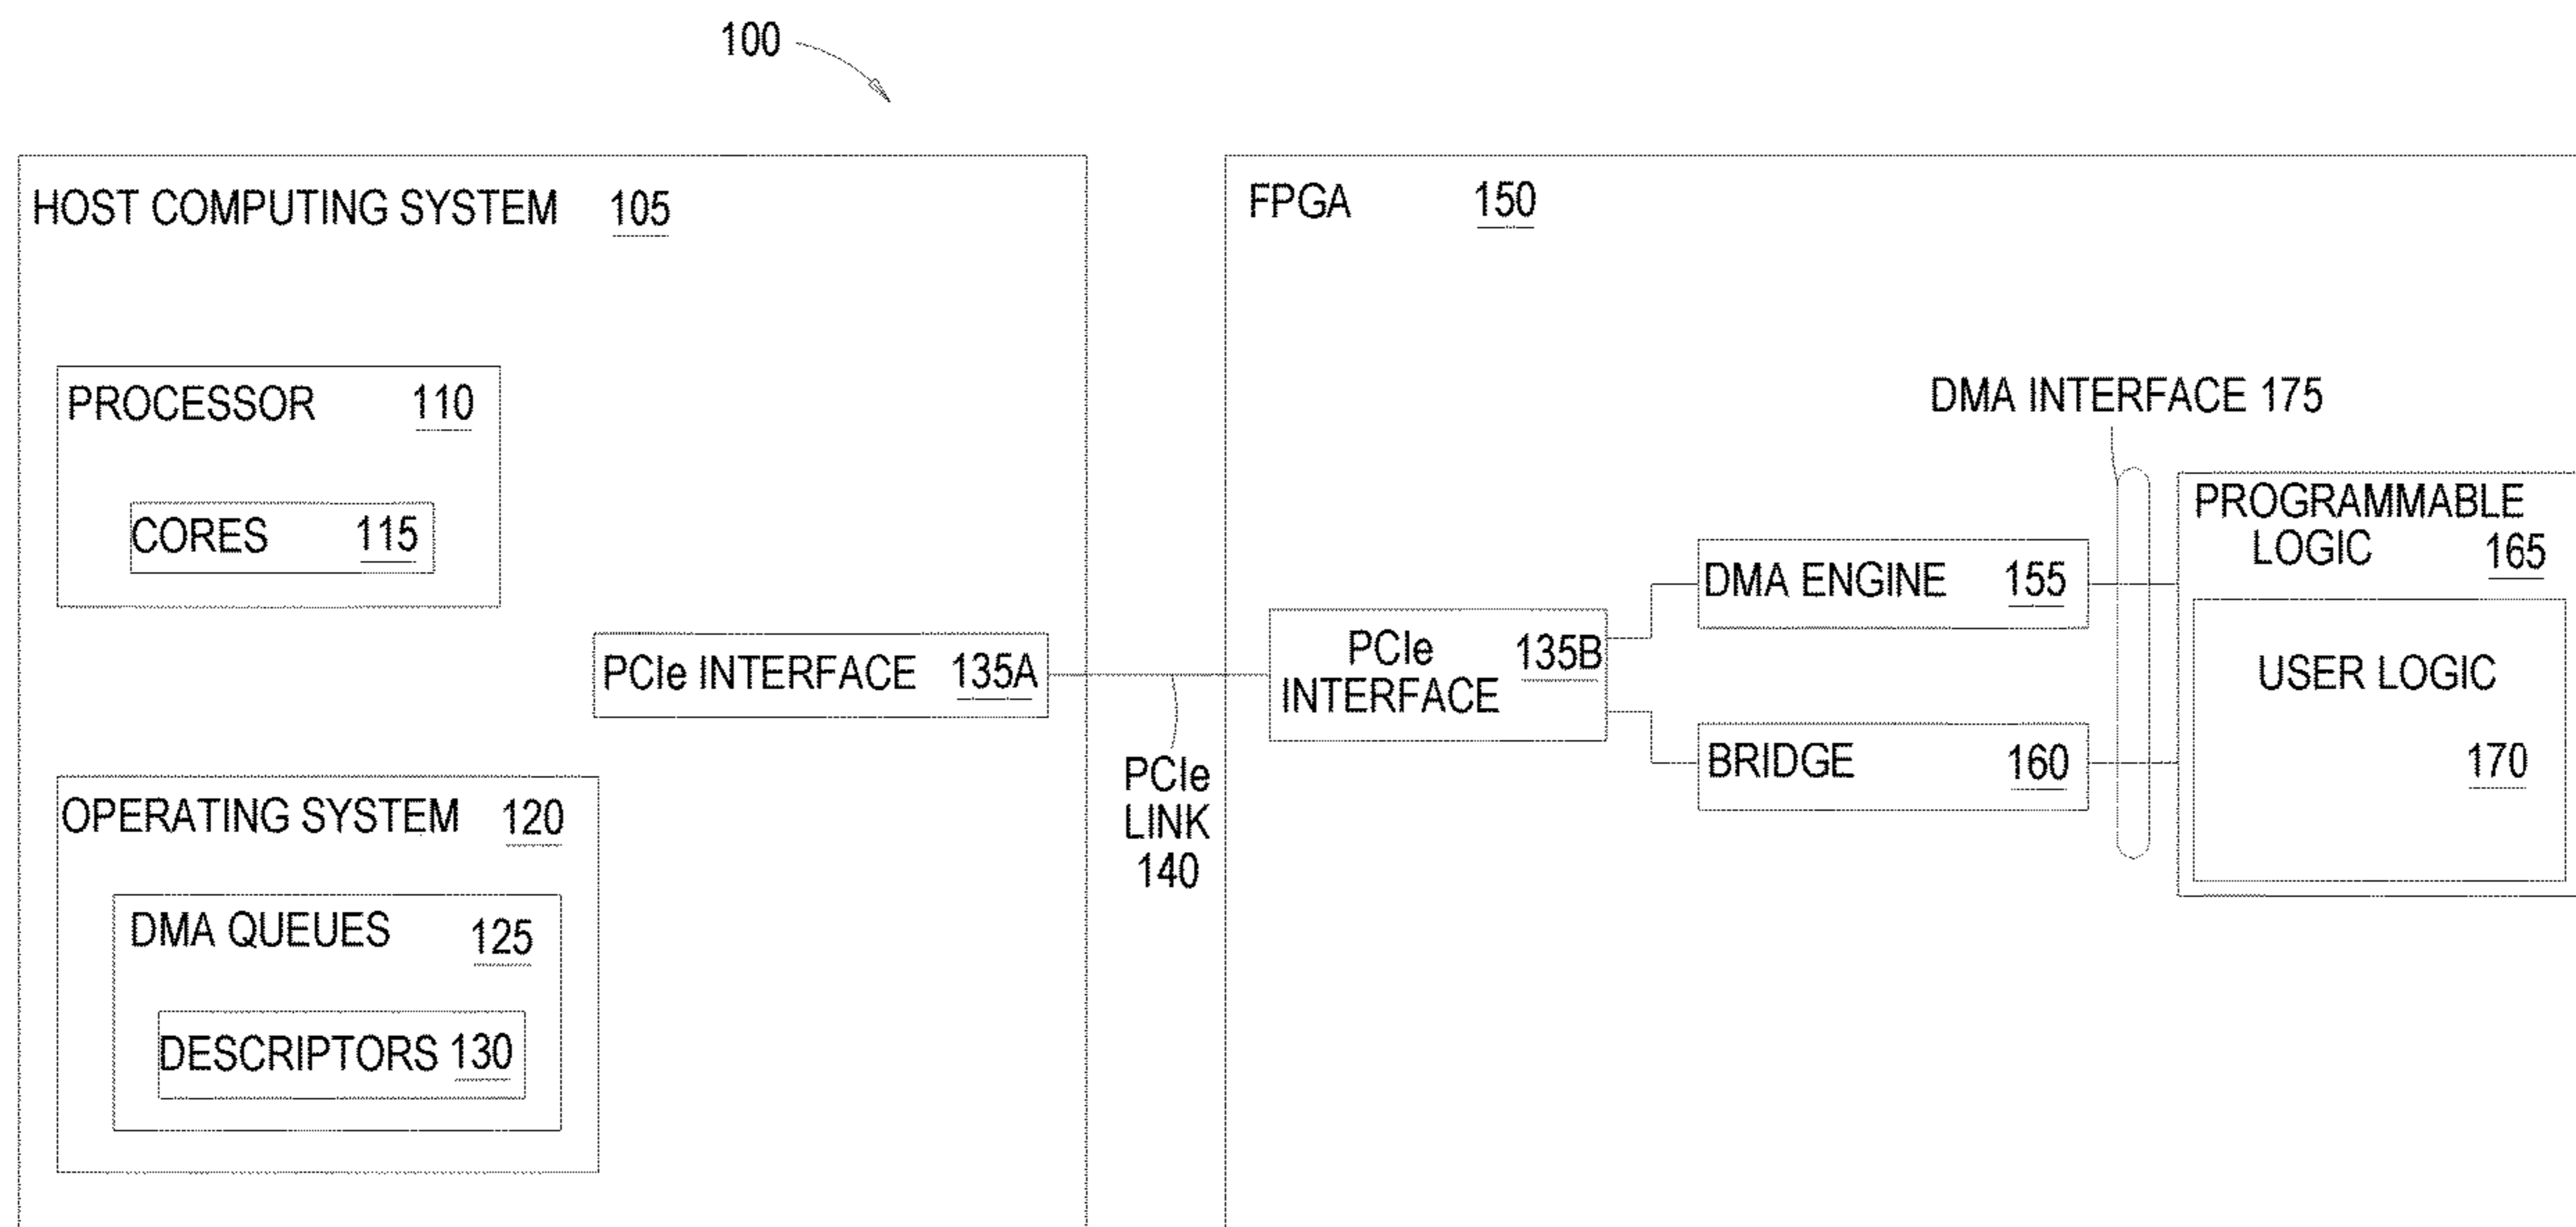 100
HOST COMPUTING SYSTEM 105
PROCESSOR 110
CORES 115
PCIe INTERFACE 135A
OPERATING SYSTEM 120
DMA QUEUES 125
DESCRIPTORS 130
PCIe
LINK
140
FPGA 150
PCIe
INTERFACE 135B
DMA ENGINE 155
BRIDGE 160
DMA INTERFACE 175
PROGRAMMABLE
LOGIC 165
USER LOGIC
170